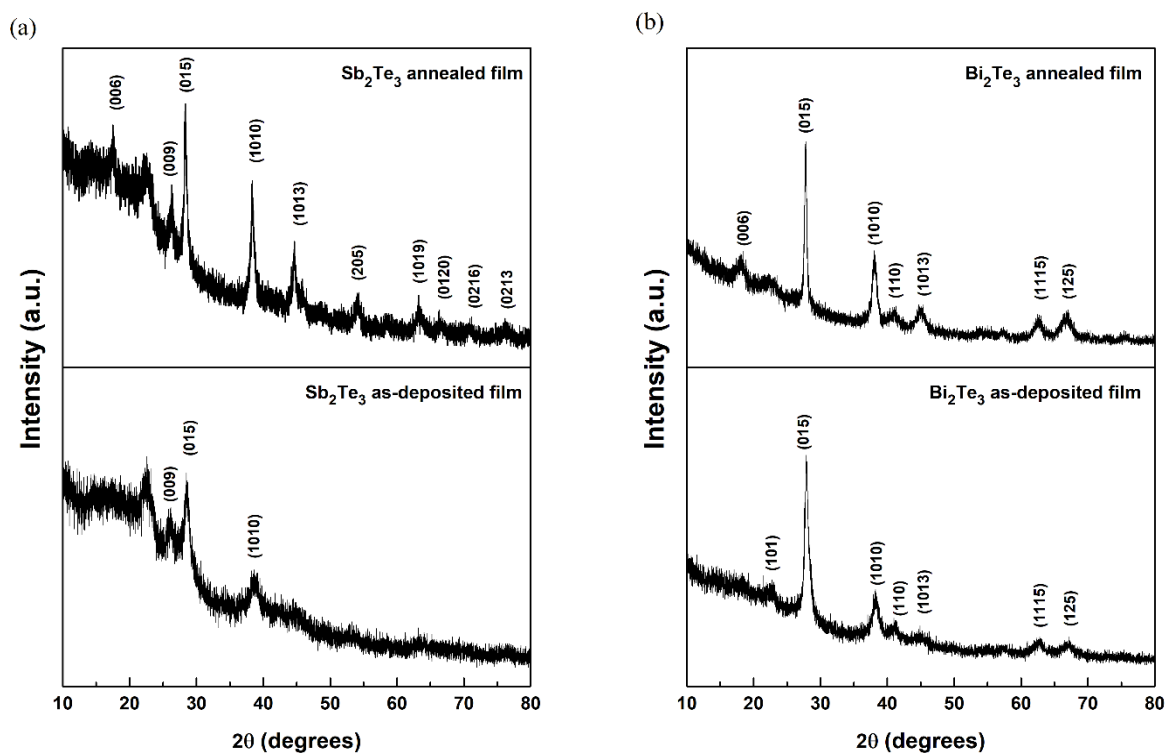 (a)
Sb₂Te₃ annealed film
(006)
(009)
(015)
(1010)
(1013)
(205)
(1019)
(0120)
(0216)
(0213)
Sb₂Te₃ as-deposited film
(009)
(015)
(1010)
Intensity (a.u.)
10 20 30 40 50 60 70 80
2θ (degrees)
(b)
Bi₂Te₃ annealed film
(006)
(015)
(1010)
(110)
(1013)
(1115)
(125)
Bi₂Te₃ as-deposited film
(101)
(015)
(1010)
(110)
(1013)
(1115)
(125)
Intensity (a.u.)
10 20 30 40 50 60 70 80
2θ (degrees)